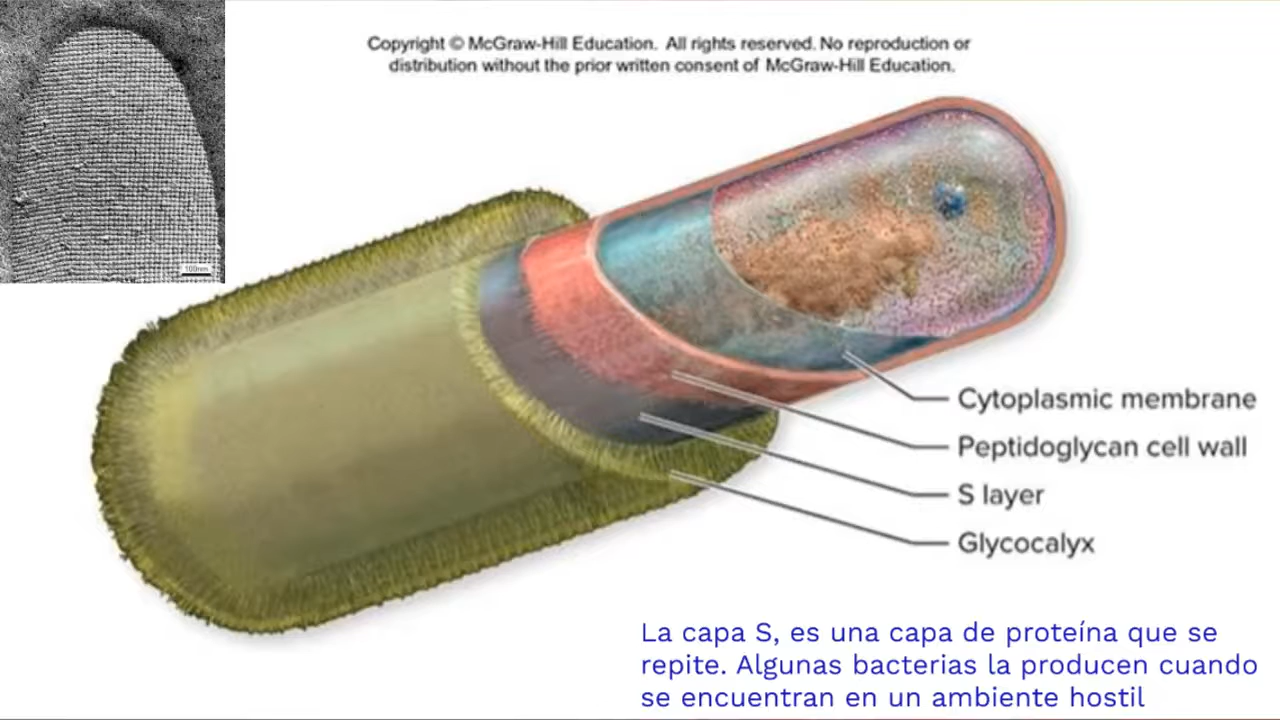 Copyright © McGraw-Hill Education. All rights reserved. No reproduction or
distribution without the prior written consent of McGraw-Hill Education.
100nm
Cytoplasmic membrane
Peptidoglycan cell wall
S layer
Glycocalyx
La capa S, es una capa de proteína que se
repite. Algunas bacterias la producen cuando
se encuentran en un ambiente hostil